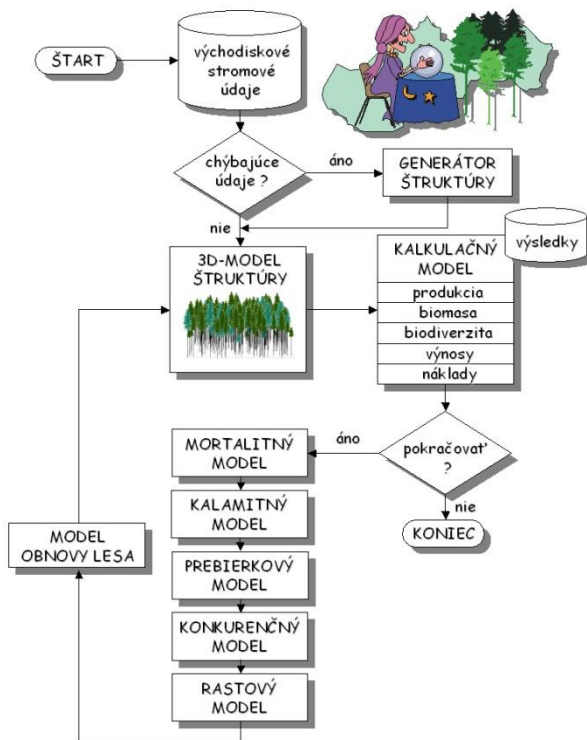 ŠTART
východiskové
stromové
údaje
chýbajúce
údaje ?
áno
GENERÁTOR
ŠTRUKTÚRY
nie
3D-MODEL
ŠTRUKTÚRY
KALKULAČNÝ
MODEL
výsledky
produkcia
biomasa
biodiverzita
výnosy
náklady
pokračovať
?
áno
nie
KONIEC
MORTALITNÝ
MODEL
KALAMITNÝ
MODEL
PREBIERKOVÝ
MODEL
KONKURENČNÝ
MODEL
RASTOVÝ
MODEL
MODEL
OBNOVY LESA